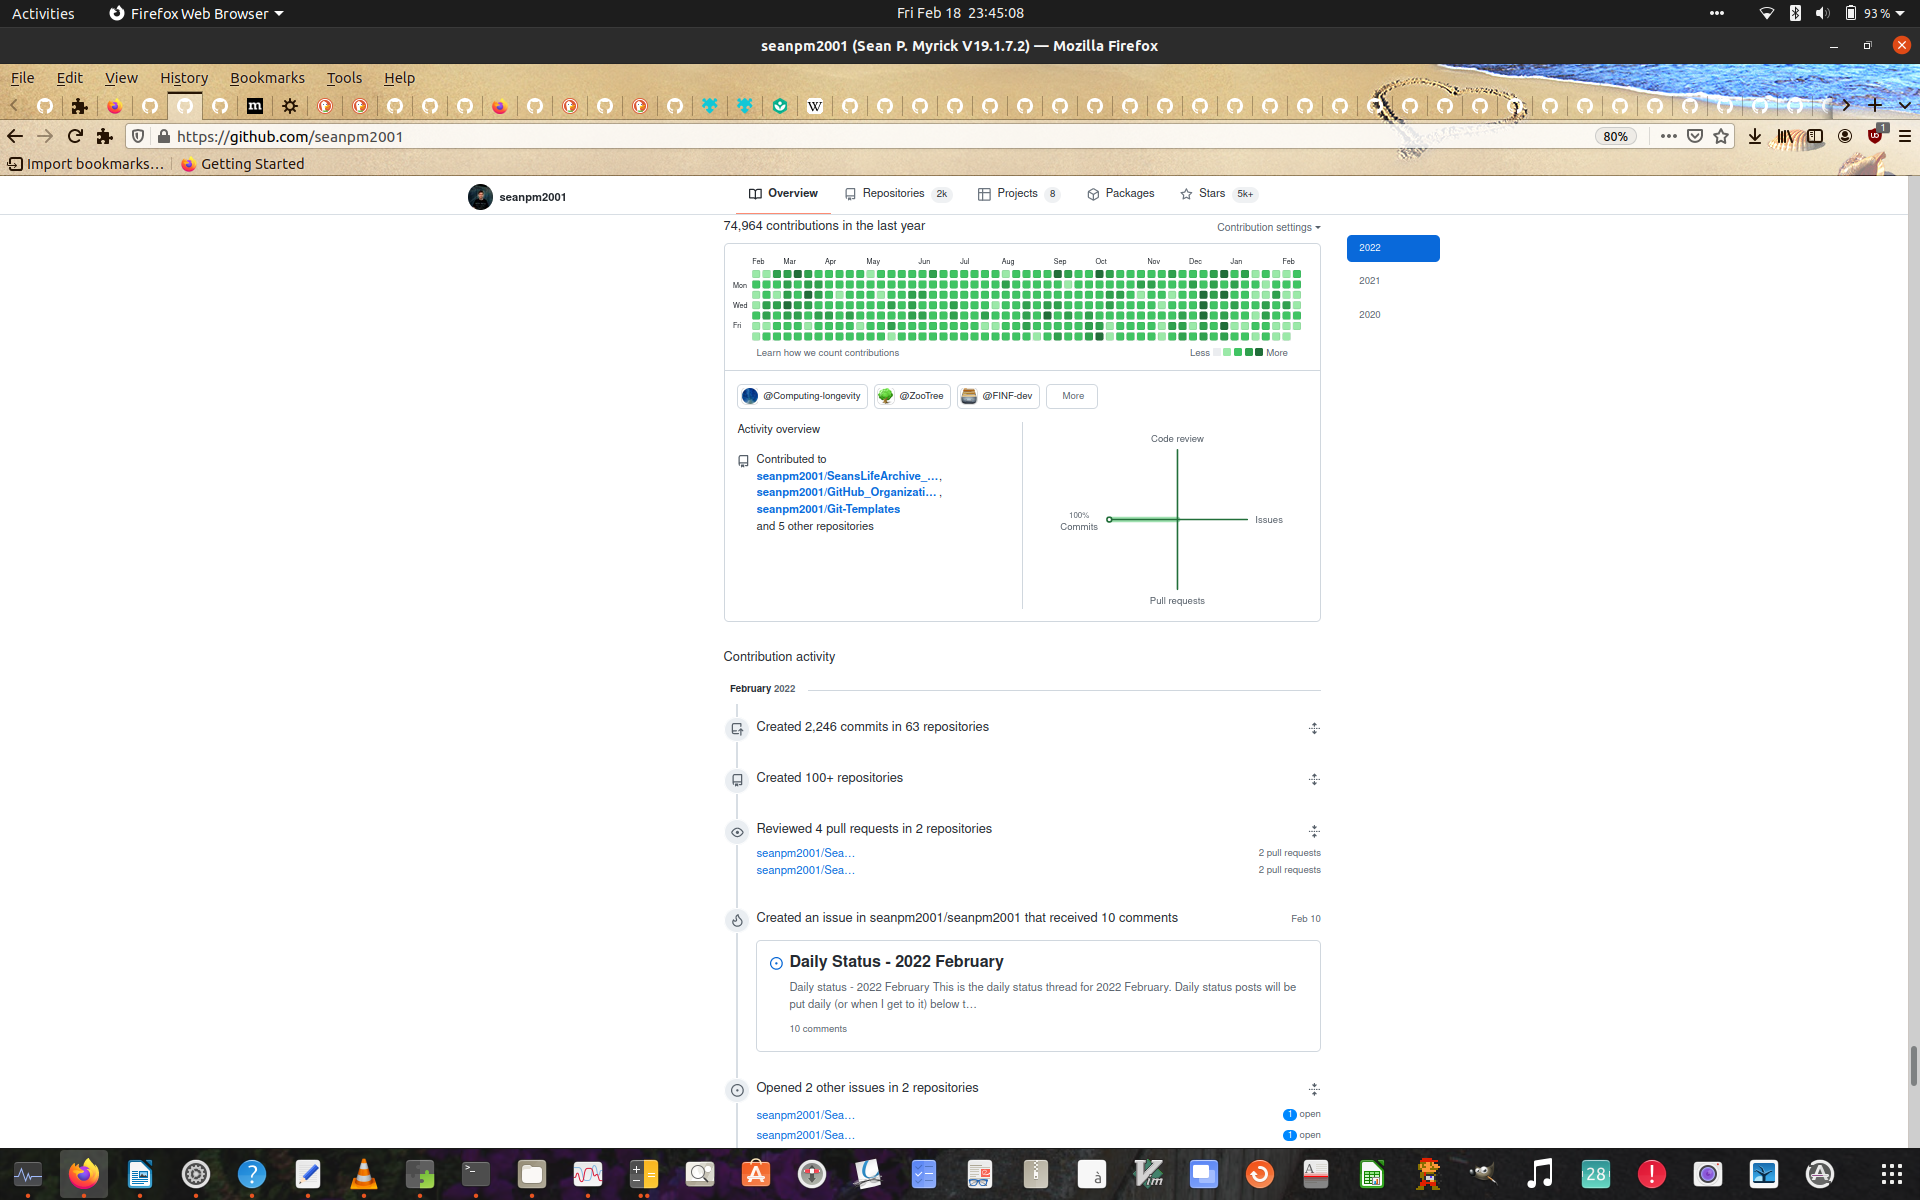 Activities
Firefox Web Browser
Fri Feb 18 23:45:08
93 %
seanpm2001 (Sean P. Myrick V19.1.7.2) — Mozilla Firefox
File Edit View History Bookmarks Tools Help
https://github.com/seanpm2001
80%
1
Import bookmarks…
Getting Started
seanpm2001
Overview
Repositories 2k
Projects 8
Packages
Stars 5k+
74,964 contributions in the last year
Contribution settings
2022
2021
2020
Feb Mar Apr May Jun Jul Aug Sep Oct Nov Dec Jan Feb
Mon
Wed
Fri
Learn how we count contributions
Less More
@Computing-longevity
@ZooTree
@FINF-dev
More
Activity overview
Contributed to
seanpm2001/SeansLifeArchive_…,
seanpm2001/GitHub_Organizati… ,
seanpm2001/Git-Templates
and 5 other repositories
Code review
100%
Commits
Issues
Pull requests
Contribution activity
February 2022
Created 2,246 commits in 63 repositories
Created 100+ repositories
Reviewed 4 pull requests in 2 repositories
seanpm2001/Sea… 2 pull requests
seanpm2001/Sea… 2 pull requests
Created an issue in seanpm2001/seanpm2001 that received 10 comments Feb 10
Daily Status - 2022 February
Daily status - 2022 February This is the daily status thread for 2022 February. Daily status posts will be
put daily (or when I get to it) below t…
10 comments
Opened 2 other issues in 2 repositories
seanpm2001/Sea… 1 open
seanpm2001/Sea… 1 open
28